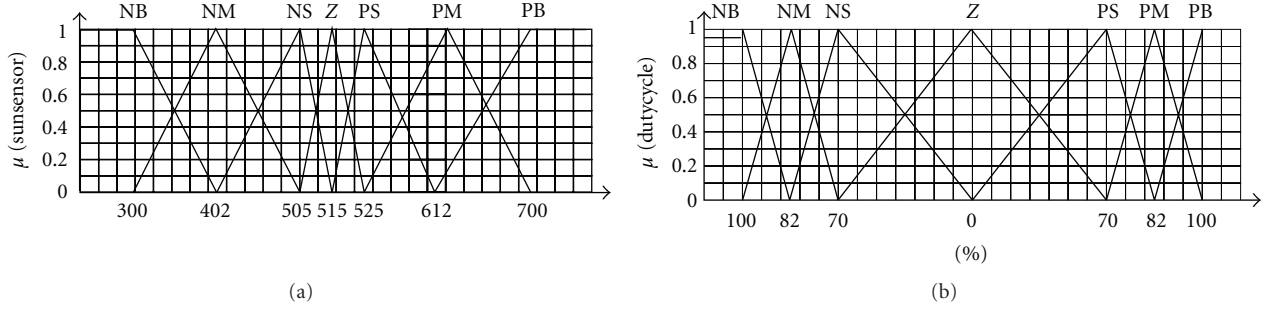 NB NM NS Z PS PM PB
1
0.8
0.6
0.4
0.2
0
μ (sunsensor)
300 402 505 515 525 612 700
(a)
NB NM NS Z PS PM PB
1
0.8
0.6
0.4
0.2
0
μ (dutycycle)
100 82 70 0 70 82 100
(%)
(b)